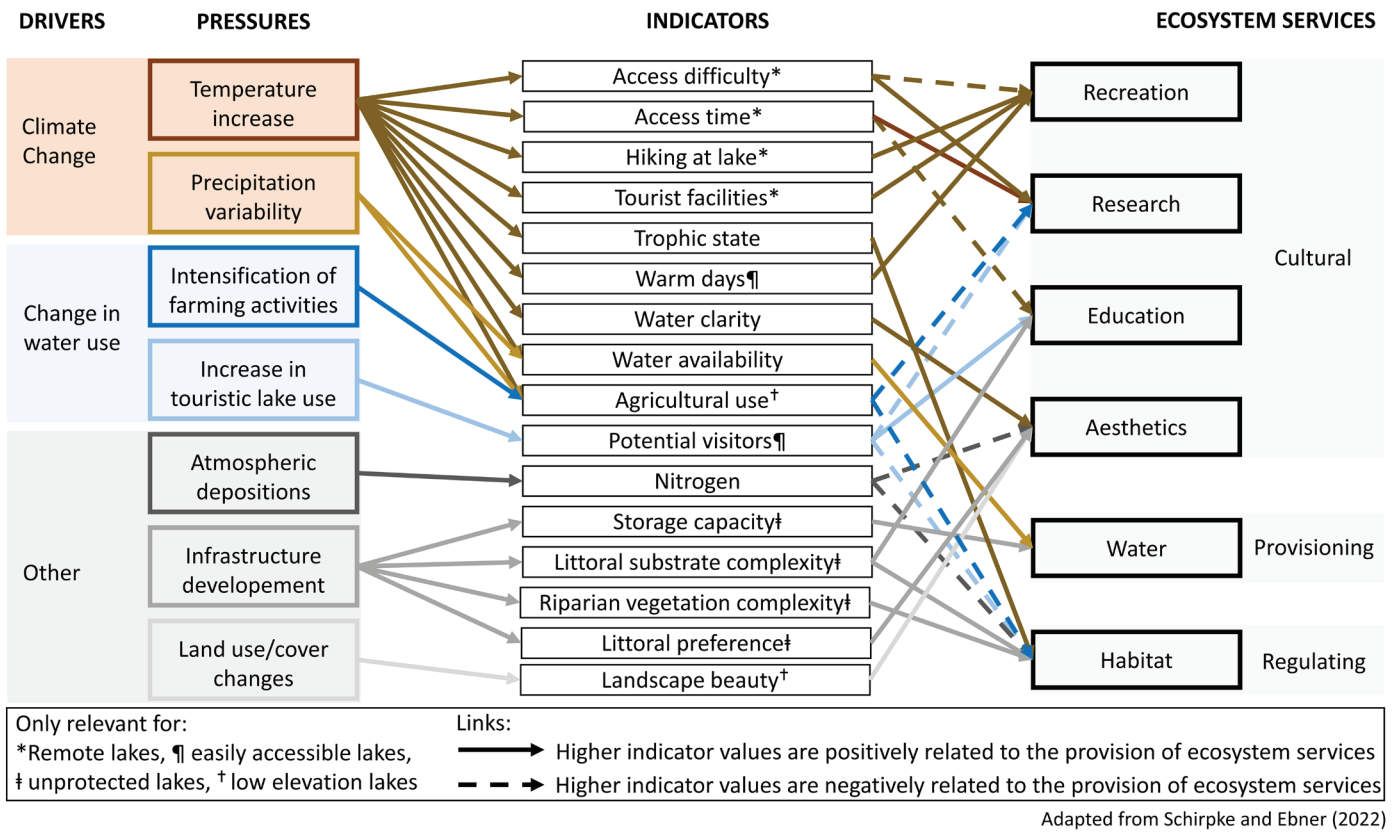 DRIVERS PRESSURES INDICATORS ECOSYSTEM SERVICES
Climate
Change
Temperature
increase
Precipitation
variability
Change in
water use
Intensification of
farming activities
Increase in
touristic lake use
Other
Atmospheric
depositions
Infrastructure
developement
Land use/cover
changes
Access difficulty*
Access time*
Hiking at lake*
Tourist facilities*
Trophic state
Warm days¶
Water clarity
Water availability
Agricultural use†
Potential visitors¶
Nitrogen
Storage capacityǂ
Littoral substrate complexityǂ
Riparian vegetation complexityǂ
Littoral preferenceǂ
Landscape beauty†
Recreation
Research
Education
Aesthetics
Water
Habitat
Cultural
Provisioning
Regulating
Only relevant for:
*Remote lakes, ¶ easily accessible lakes,
ǂ unprotected lakes, † low elevation lakes
Links:
Higher indicator values are positively related to the provision of ecosystem services
Higher indicator values are negatively related to the provision of ecosystem services
Adapted from Schirpke and Ebner (2022)